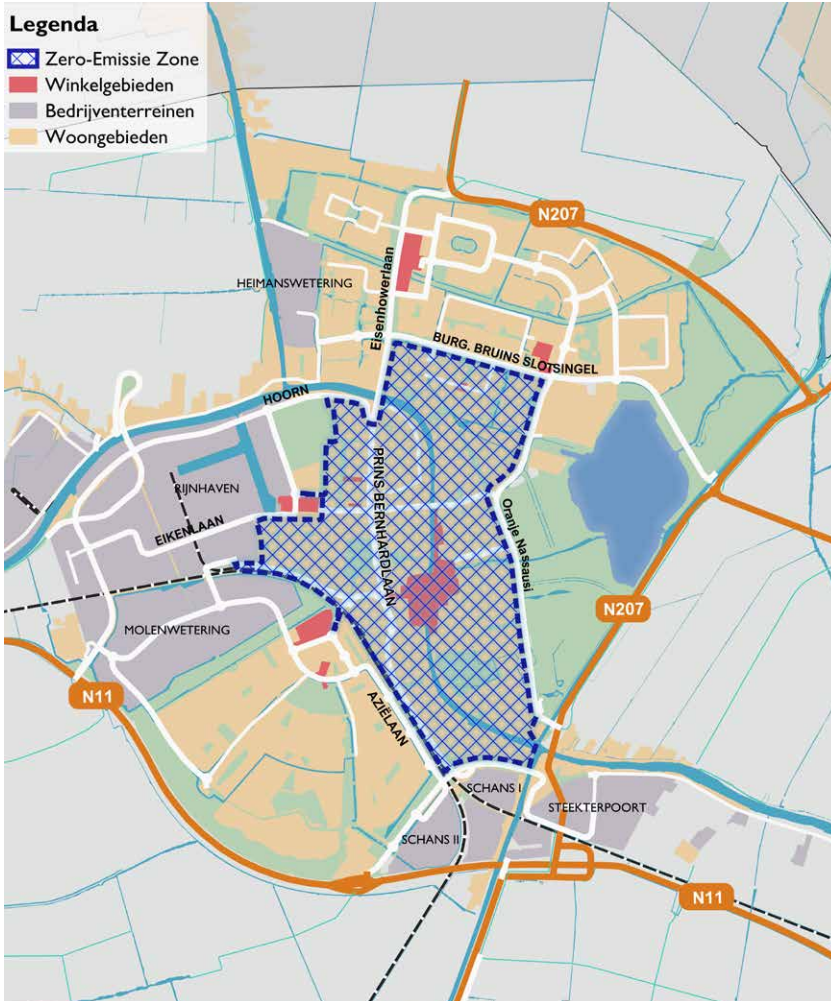 Legenda
Zero-Emissie Zone
Winkelgebieden
Bedrijventerreinen
Woongebieden
N207
HEIMANSWETERING
Eisenhowerlaan
BURG. BRUINS SLOTSINGEL
HOORN
PRINS BERNHARDLAAN
RIJNHAVEN
EIKENLAAN
Oranje Nassausi
N207
MOLENWETERING
N11
AZIËLAAN
SCHANS I
STEEKTERPOORT
SCHANS II
N11